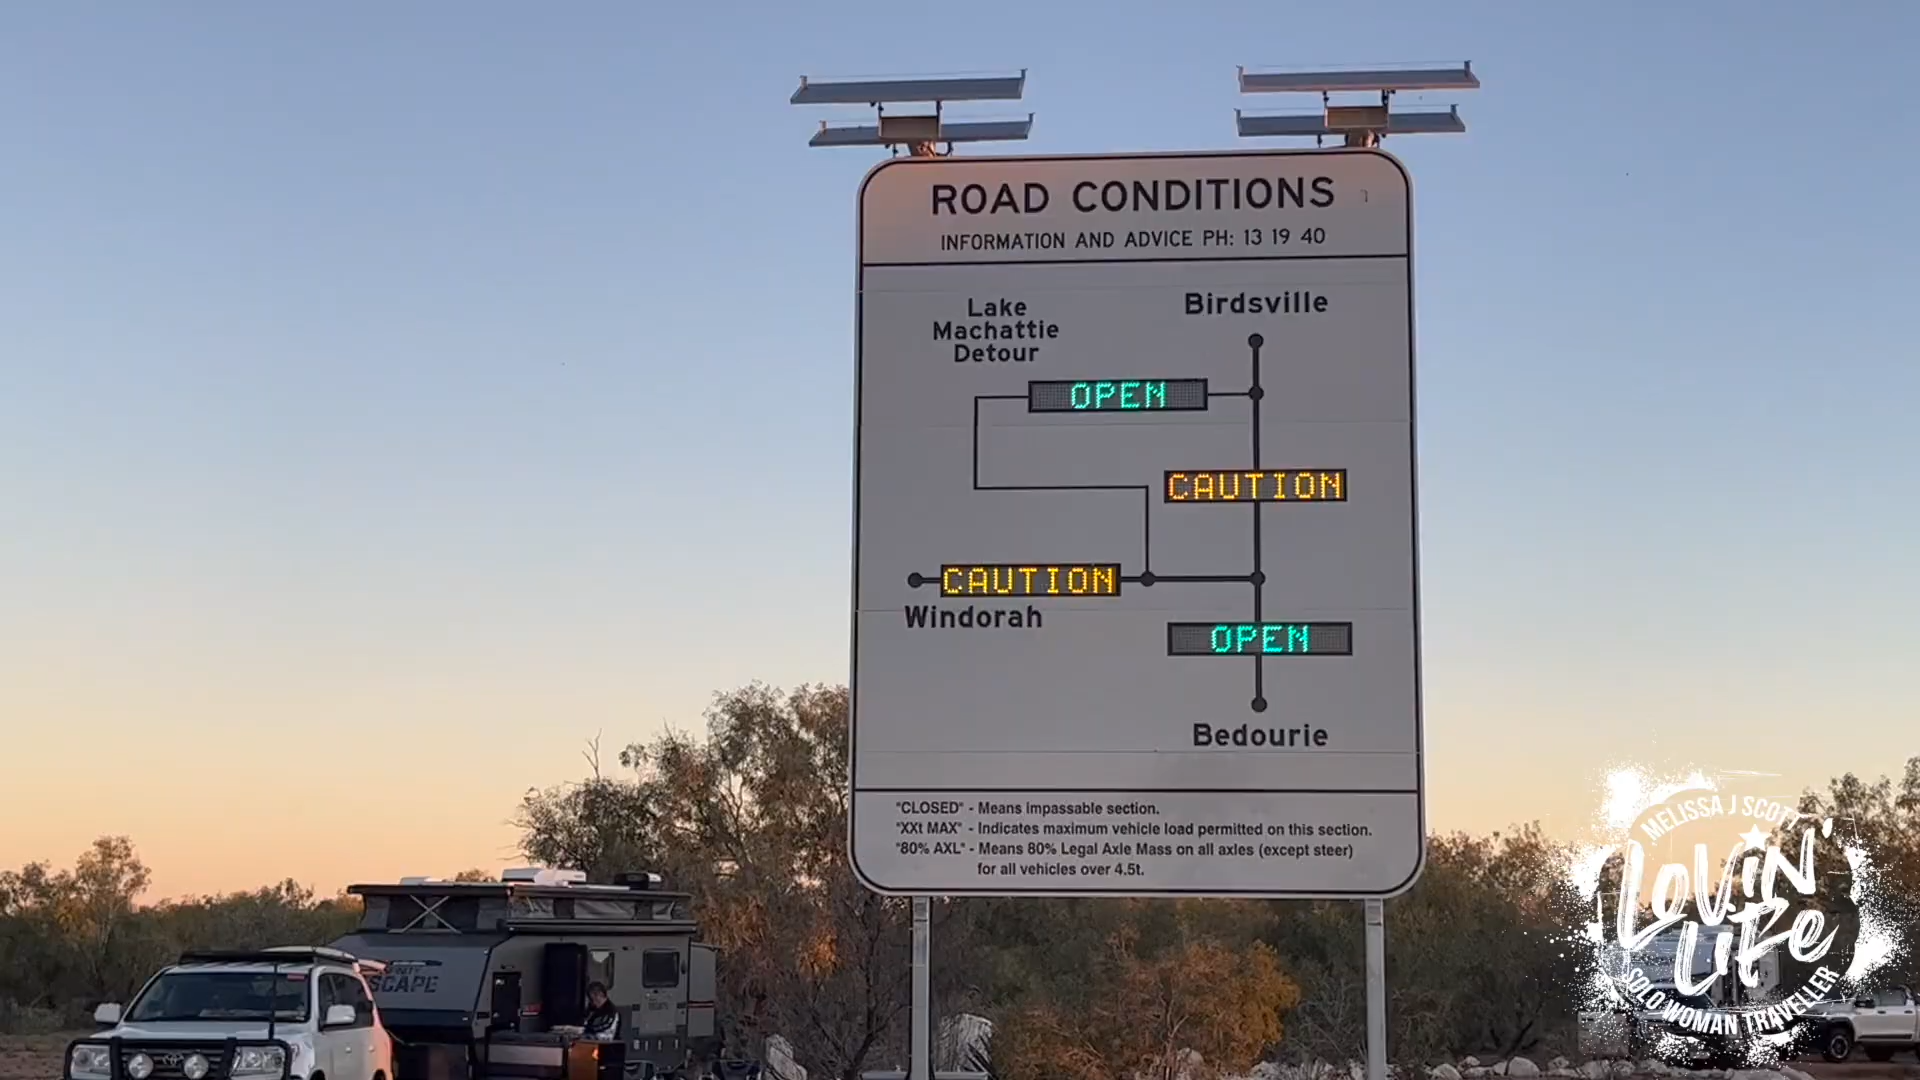 ROAD CONDITIONS
INFORMATION AND ADVICE PH: 13 19 40
Lake
Machattie
Detour
Birdsville
OPEN
CAUTION
CAUTION
Windorah
OPEN
Bedourie
"CLOSED" - Means impassable section.
"XXt MAX" - Indicates maximum vehicle load permitted on this section.
"80% AXL" - Means 80% Legal Axle Mass on all axles (except steer)
for all vehicles over 4.5t.
SCAPE
MELISSA J SCOTT
LOVIN'
LIFE
SOLO WOMAN TRAVELLER